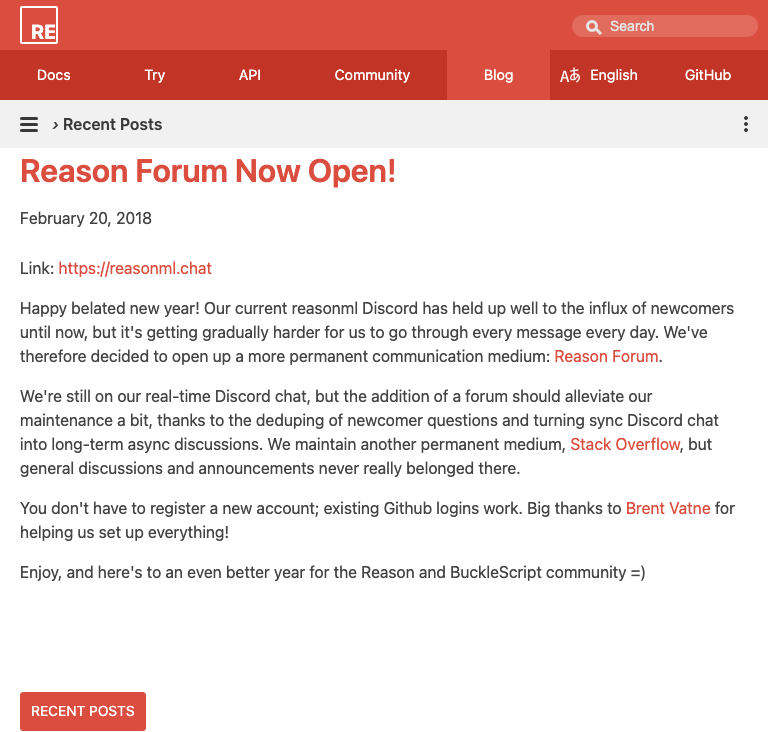 RE
Search
Docs Try API Community Blog Aあ English GitHub
› Recent Posts
Reason Forum Now Open!
February 20, 2018
Link: https://reasonml.chat
Happy belated new year! Our current reasonml Discord has held up well to the influx of newcomers
until now, but it's getting gradually harder for us to go through every message every day. We've
therefore decided to open up a more permanent communication medium: Reason Forum.
We're still on our real-time Discord chat, but the addition of a forum should alleviate our
maintenance a bit, thanks to the deduping of newcomer questions and turning sync Discord chat
into long-term async discussions. We maintain another permanent medium, Stack Overflow, but
general discussions and announcements never really belonged there.
You don't have to register a new account; existing Github logins work. Big thanks to Brent Vatne for
helping us set up everything!
Enjoy, and here's to an even better year for the Reason and BuckleScript community =)
RECENT POSTS